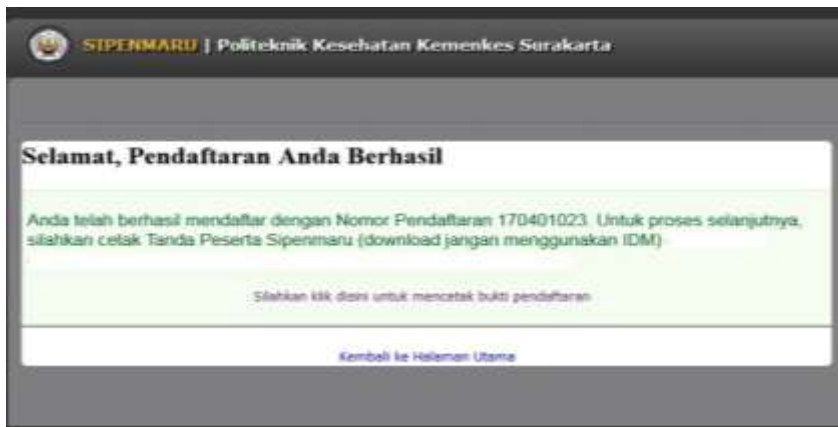 SIPENMARU | Politeknik Kesehatan Kemenkes Surakarta
Selamat, Pendaftaran Anda Berhasil
Anda telah berhasil mendaftar dengan Nomor Pendaftaran 170401023. Untuk proses selanjutnya,
silahkan cetak Tanda Peserta Sipenmaru (download jangan menggunakan IDM)
Silahkan klik disini untuk mencetak bukti pendaftaran
Kembali ke Halaman Utama